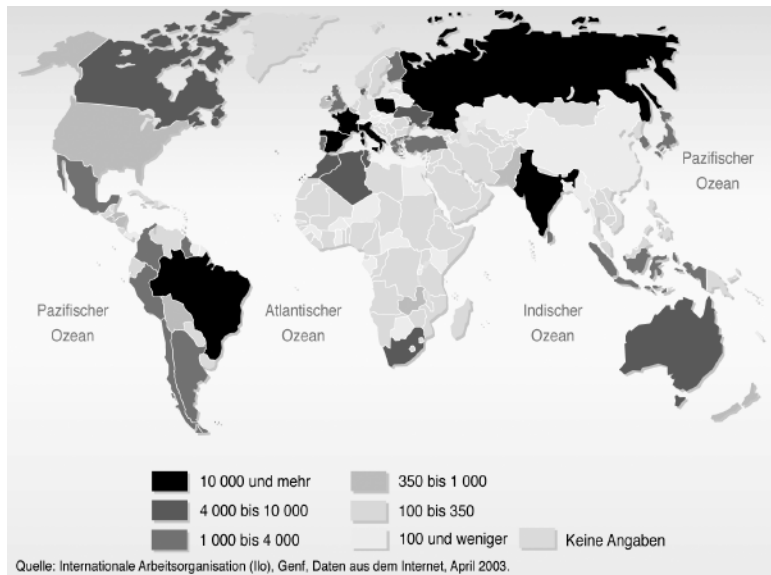 Pazifischer
Ozean
Pazifischer
Ozean
Atlantischer
Ozean
Indischer
Ozean
10 000 und mehr
4 000 bis 10 000
1 000 bis 4 000
350 bis 1 000
100 bis 350
100 und weniger
Keine Angaben
Quelle: Internationale Arbeitsorganisation (Ilo), Genf, Daten aus dem Internet, April 2003.